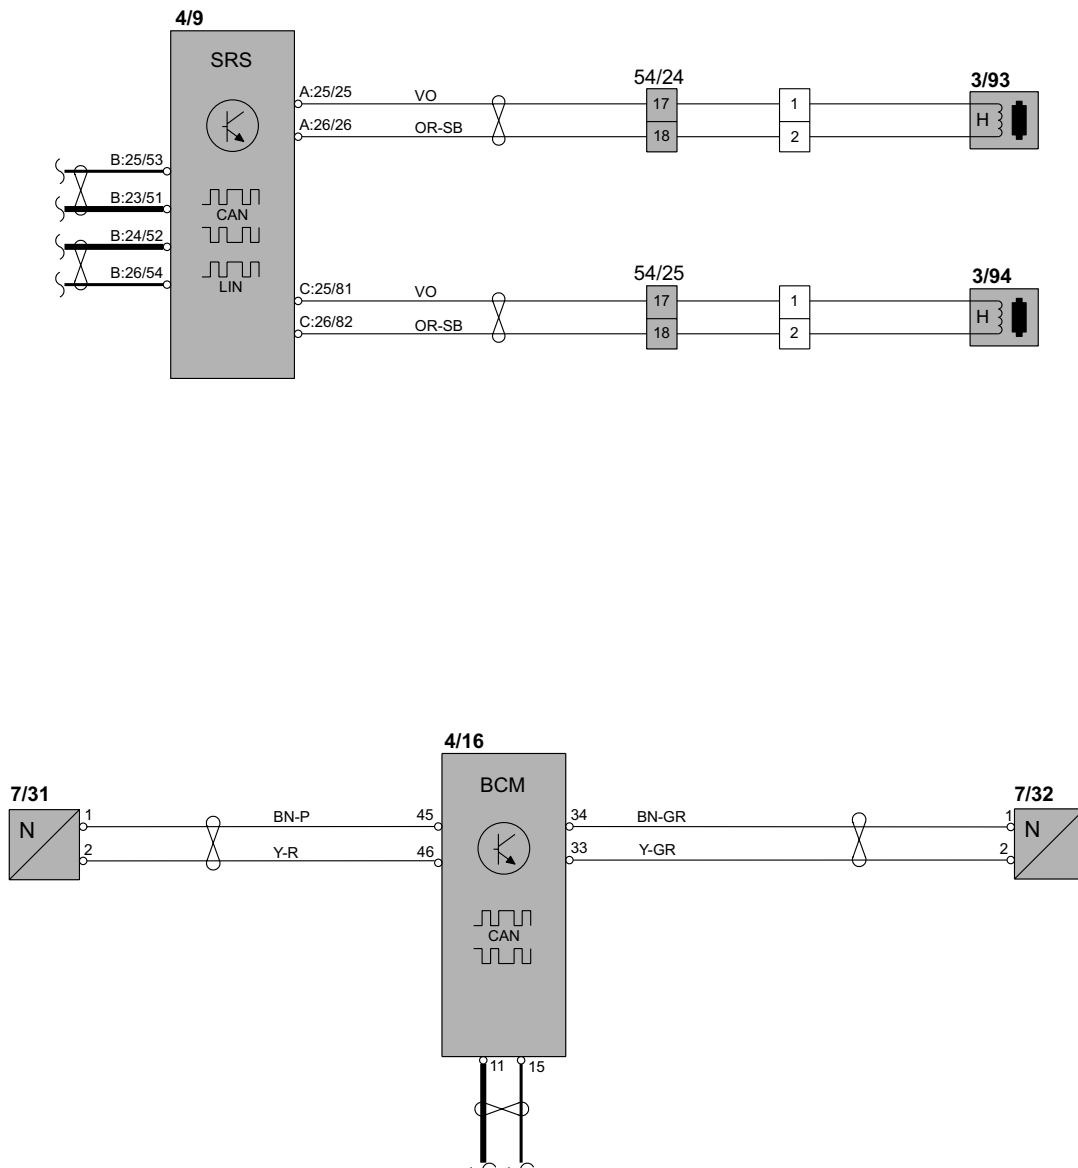 4/9
SRS
54/24
3/93
A:25/25
VO
17
1
H
A:26/26
OR-SB
18
2
B:25/53
B:23/51
CAN
B:24/52
B:26/54
LIN
54/25
3/94
C:25/81
VO
17
1
H
C:26/82
OR-SB
18
2
4/16
BCM
7/31
7/32
N
1
BN-P
45
34
BN-GR
1
N
2
Y-R
46
33
Y-GR
2
CAN
11
15